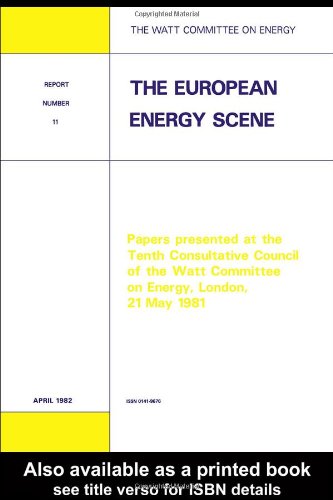 Copyrighted Material
THE WATT COMMITTEE ON ENERGY
REPORT
NUMBER
11
THE EUROPEAN
ENERGY SCENE
Papers presented at the
Tenth Consultative Council
of the Watt Committee
on Energy, London,
21 May 1981
APRIL 1982
ISSN 0141-9676
Also available as a printed book
see title verso for ISBN details